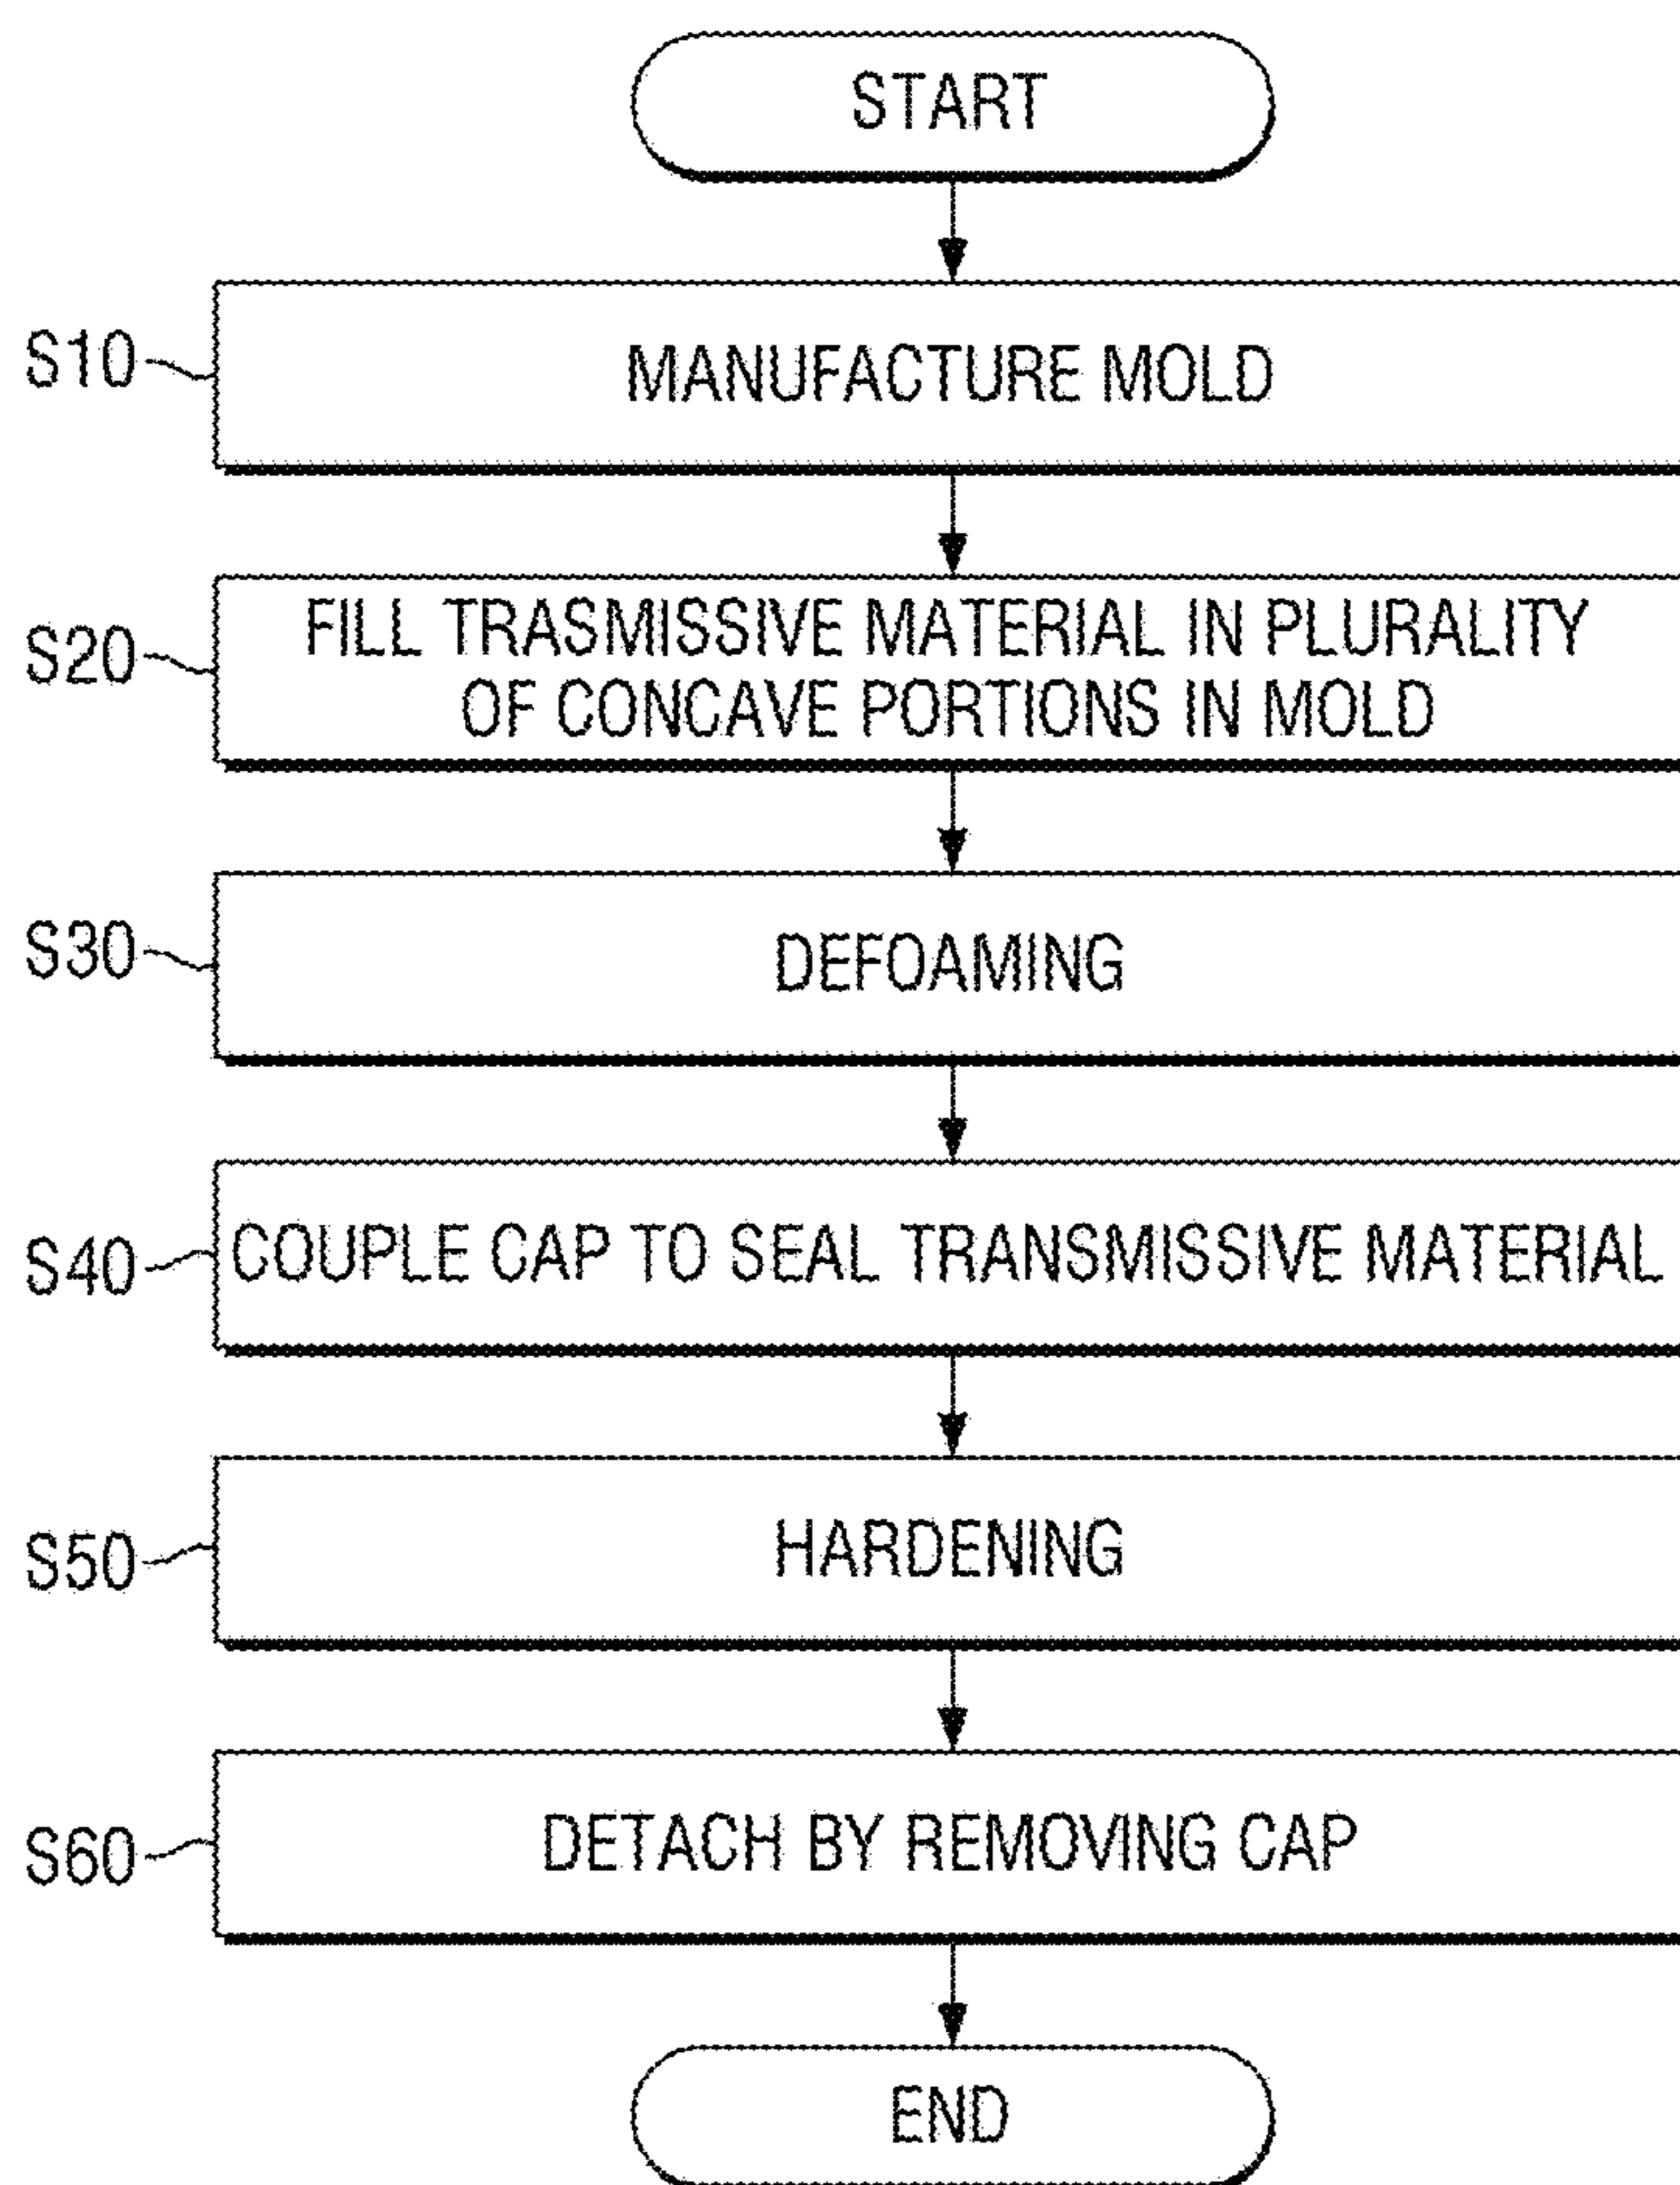 START
S10
MANUFACTURE MOLD
S20
FILL TRASMISSIVE MATERIAL IN PLURALITY
OF CONCAVE PORTIONS IN MOLD
S30
DEFOAMING
S40
COUPLE CAP TO SEAL TRANSMISSIVE MATERIAL
S50
HARDENING
S60
DETACH BY REMOVING CAP
END